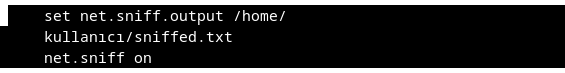 set net.sniff.output /home/
kullanıcı/sniffed.txt
net.sniff on